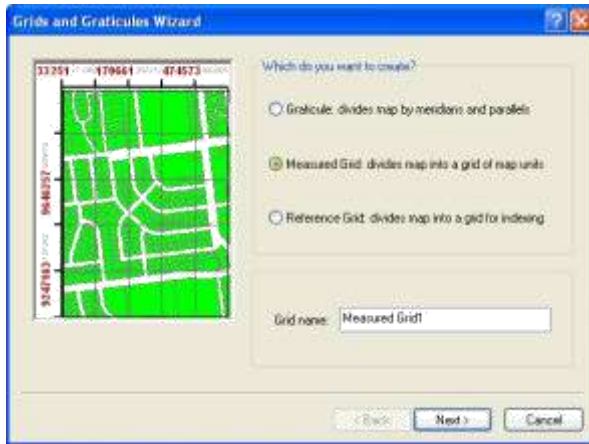 Grids and Graticules Wizard
Which do you want to create?
Graticule: divides map by meridians and parallels
Measured Grid: divides map into a grid of map units
Reference Grid: divides map into a grid for indexing
Grid name: Measured Grid1
< Back Next > Cancel